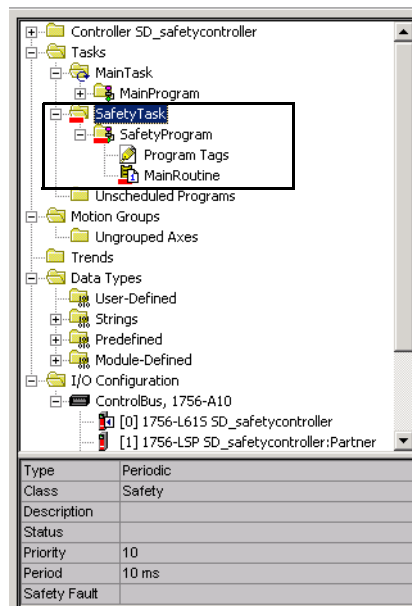 Controller SD_safetycontroller
Tasks
MainTask
MainProgram
SafetyTask
SafetyProgram
Program Tags
MainRoutine
Unscheduled Programs
Motion Groups
Ungrouped Axes
Trends
Data Types
User-Defined
Strings
Predefined
Module-Defined
I/O Configuration
ControlBus, 1756-A10
[0] 1756-L61S SD_safetycontroller
[1] 1756-LSP SD_safetycontroller:Partner
Type Periodic
Class Safety
Description
Status
Priority 10
Period 10 ms
Safety Fault